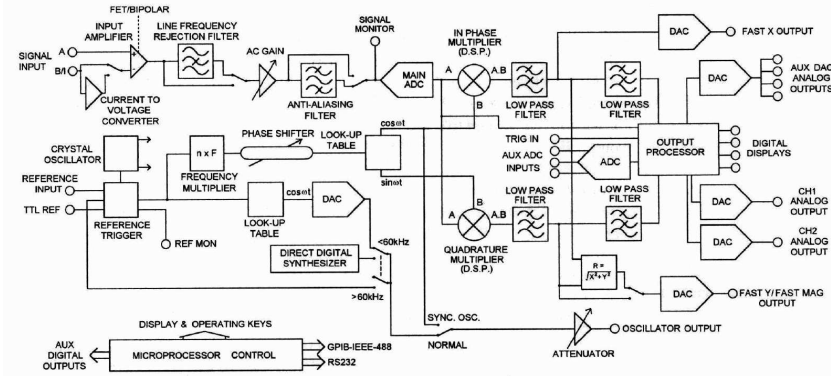 FET/BIPOLAR
INPUT
AMPLIFIER
LINE FREQUENCY
REJECTION FILTER
SIGNAL
INPUT
A
B/I
CURRENT TO
VOLTAGE
CONVERTER
AC GAIN
ANTI-ALIASING
FILTER
SIGNAL
MONITOR
MAIN
ADC
IN PHASE
MULTIPLIER
(D.S.P.)
A
A.B
B
LOW PASS
FILTER
LOW PASS
FILTER
DAC
FAST X OUTPUT
DAC
AUX DAC
ANALOG
OUTPUTS
CRYSTAL
OSCILLATOR
REFERENCE
INPUT
TTL REF
REFERENCE
TRIGGER
REF MON
n x F
FREQUENCY
MULTIPLIER
PHASE SHIFTER
LOOK-UP
TABLE
cosωt
sinωt
LOOK-UP
TABLE
cosωt
DAC
TRIG IN
AUX ADC
INPUTS
ADC
OUTPUT
PROCESSOR
DIGITAL
DISPLAYS
B
A
A.B
QUADRATURE
MULTIPLIER
(D.S.P.)
LOW PASS
FILTER
LOW PASS
FILTER
DAC
CH1
ANALOG
OUTPUT
DAC
CH2
ANALOG
OUTPUT
<60kHz
DIRECT DIGITAL
SYNTHESIZER
>60kHz
R =
√X²+Y²
DAC
FAST Y/FAST MAG
OUTPUT
SYNC. OSC.
NORMAL
ATTENUATOR
OSCILLATOR OUTPUT
DISPLAY & OPERATING KEYS
AUX
DIGITAL
OUTPUTS
MICROPROCESSOR CONTROL
GPIB-IEEE-488
RS232